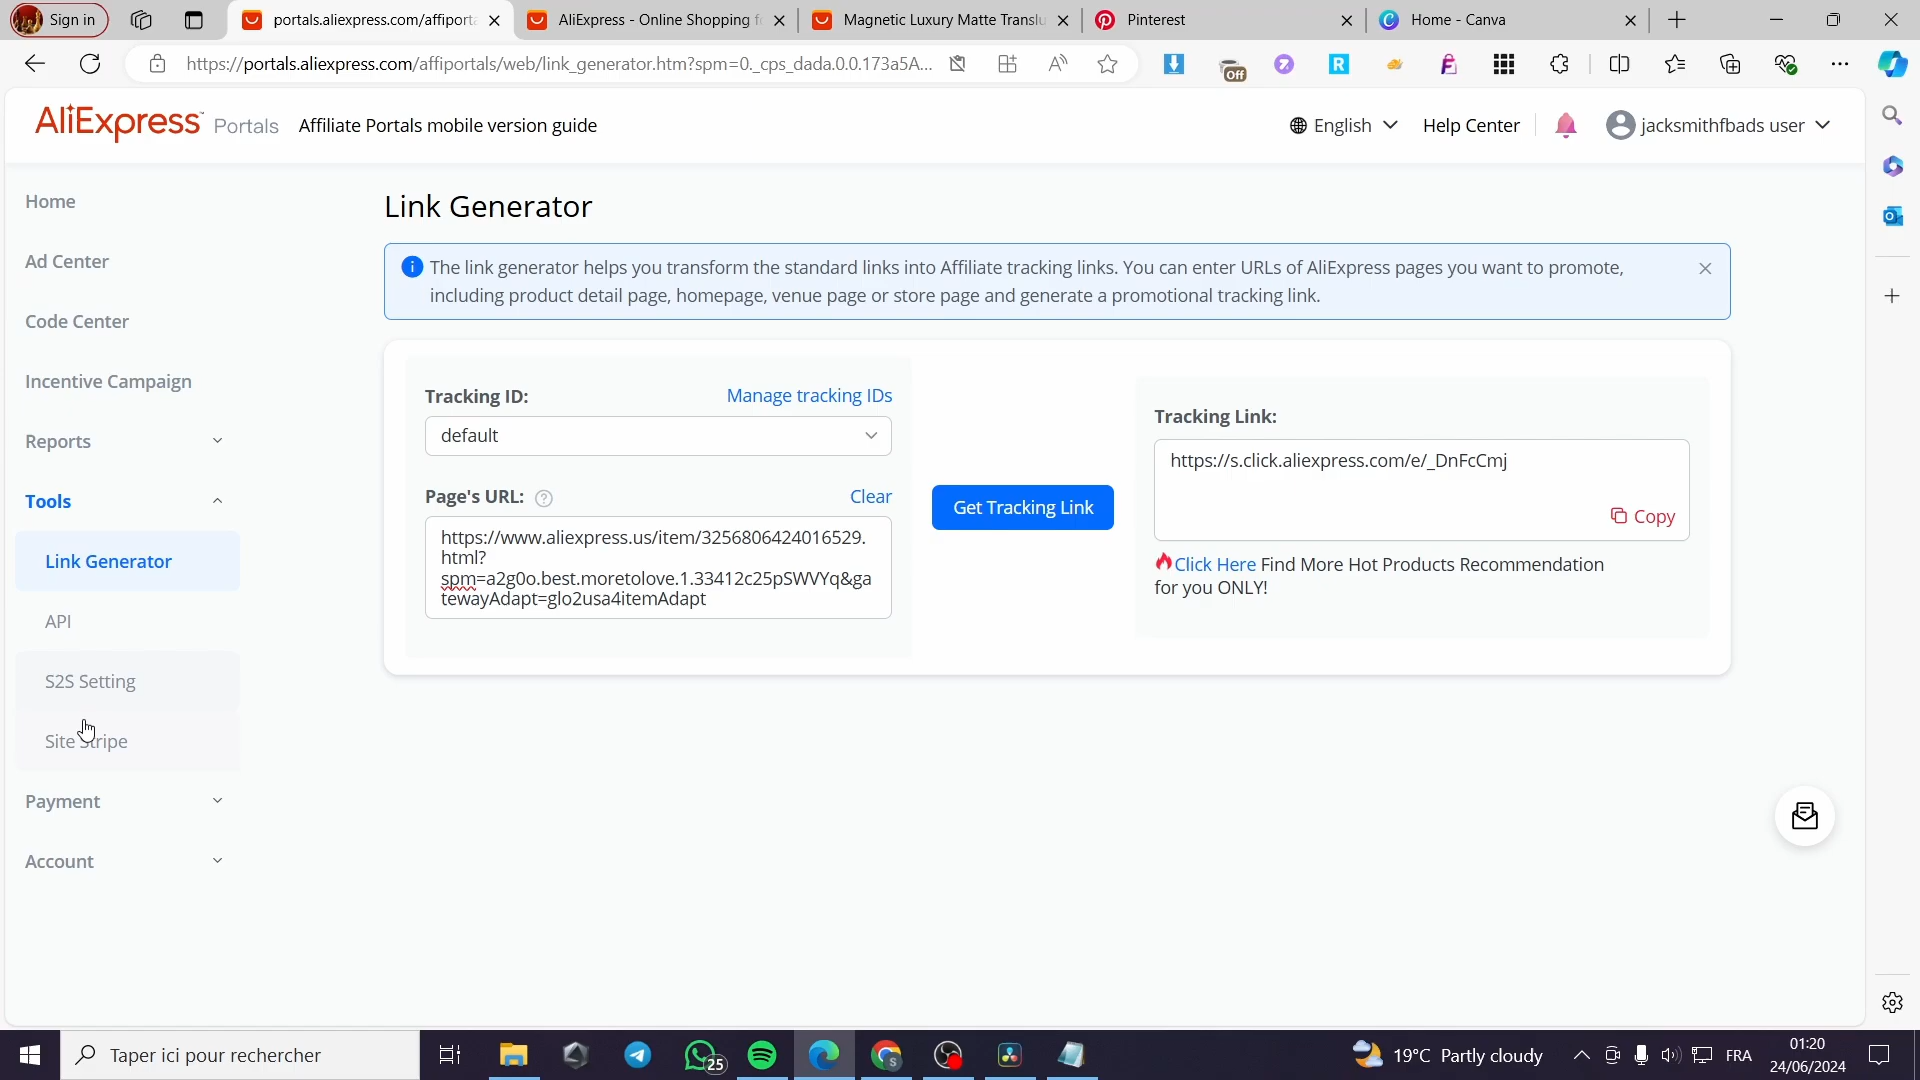 Sign in
portals.aliexpress.com/affiporta
AliExpress - Online Shopping f
Magnetic Luxury Matte Translu
Pinterest
Home - Canva
https://portals.aliexpress.com/affiportals/web/link_generator.htm?spm=0._cps_dada.0.0.173a5A...
Off
AliExpress Portals
Affiliate Portals mobile version guide
English
Help Center
jacksmithfbads user
Home
Ad Center
Code Center
Incentive Campaign
Reports
Tools
Link Generator
API
S2S Setting
Site Stripe
Payment
Account
Link Generator
The link generator helps you transform the standard links into Affiliate tracking links. You can enter URLs of AliExpress pages you want to promote,
including product detail page, homepage, venue page or store page and generate a promotional tracking link.
Tracking ID:
Manage tracking IDs
default
Page's URL:
Clear
https://www.aliexpress.us/item/3256806424016529.
html?
spm=a2g0o.best.moretolove.1.33412c25pSWVYq&ga
tewayAdapt=glo2usa4itemAdapt
Get Tracking Link
Tracking Link:
https://s.click.aliexpress.com/e/_DnFcCmj
Copy
Click Here Find More Hot Products Recommendation
for you ONLY!
Taper ici pour rechercher
25
19°C Partly cloudy
FRA
01:20
24/06/2024